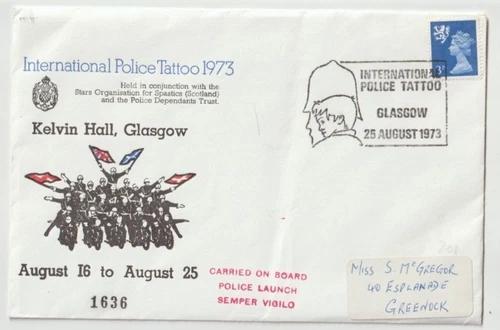 International Police Tattoo 1973
Held in conjunction with the
Stars Organisation for Spastics (Scotland)
and the Police Dependants Trust.
Kelvin Hall, Glasgow
August 16 to August 25
1636
CARRIED ON BOARD
POLICE LAUNCH
SEMPER VIGILO
INTERNATIONAL
POLICE TATTOO
GLASGOW
25 AUGUST 1973
Miss S. McGREGOR
40 ESPLANADE
GREENOCK